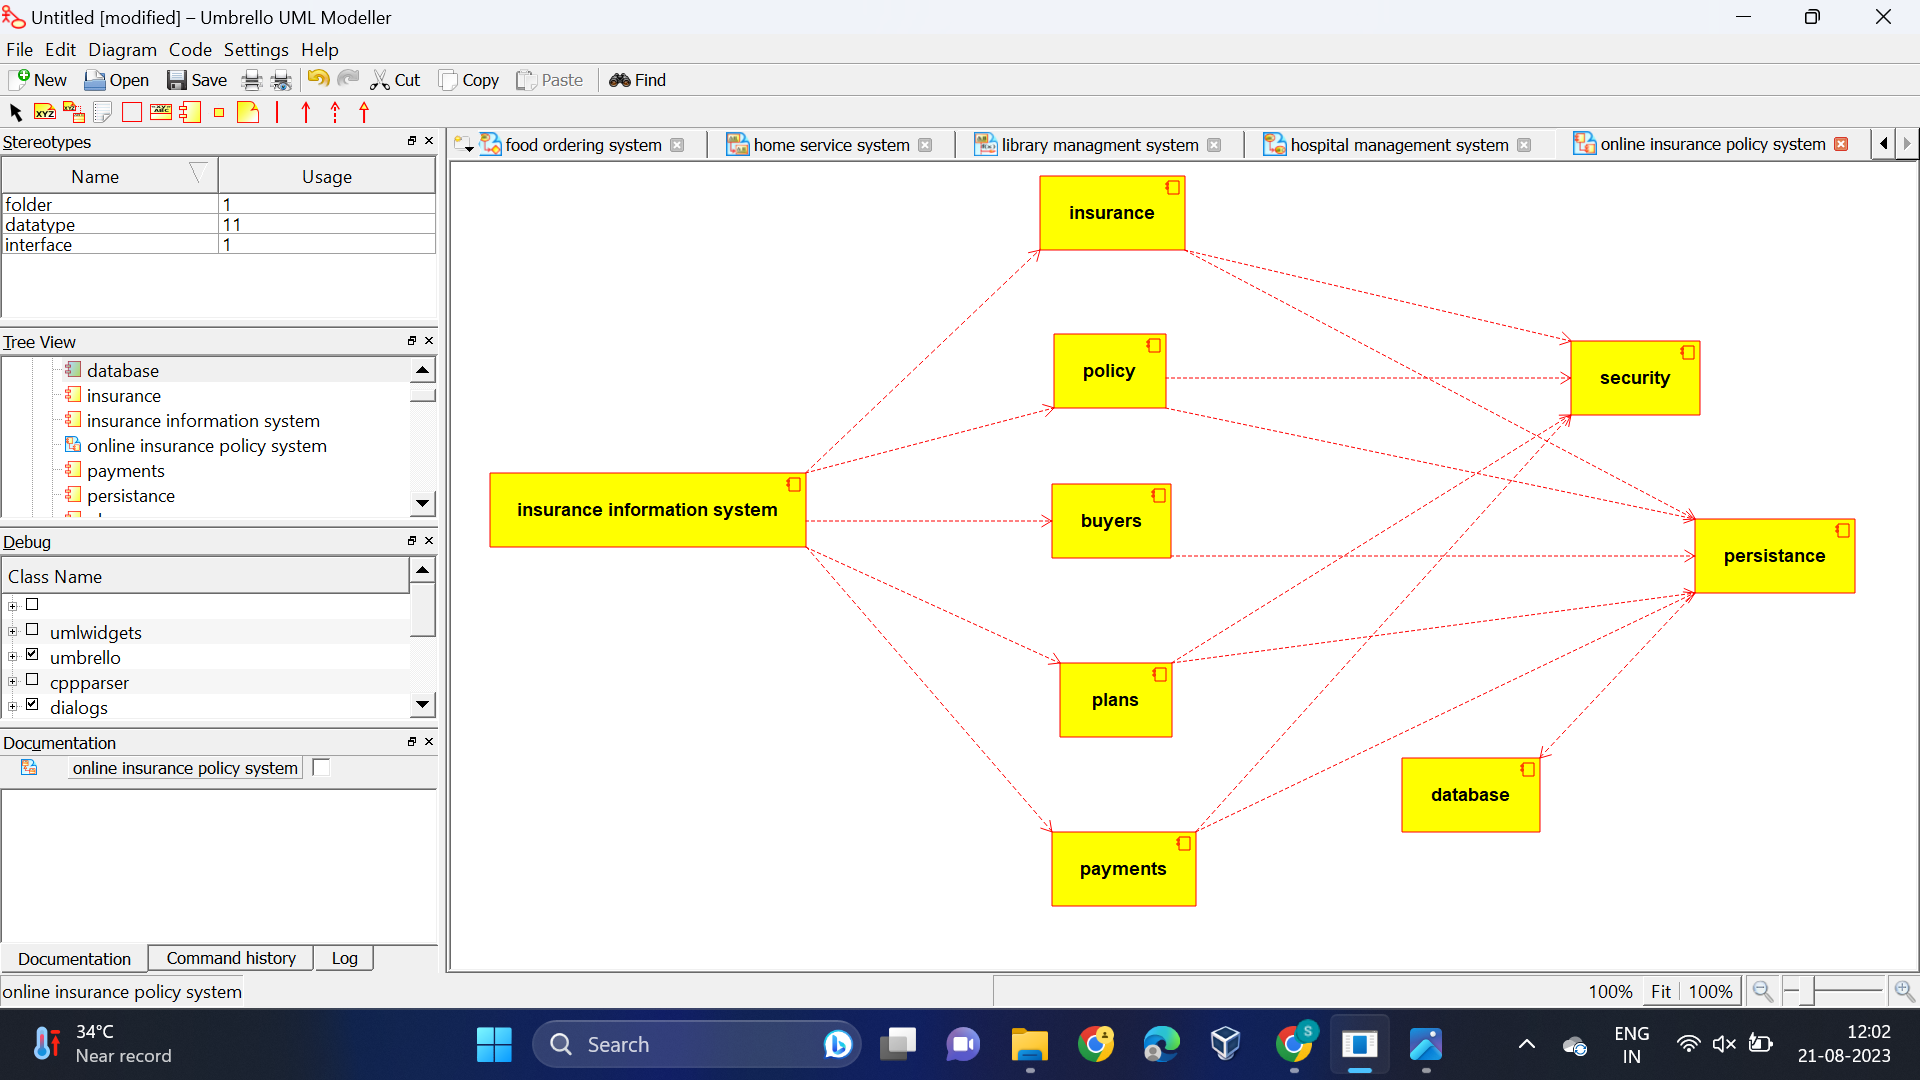 Untitled [modified] – Umbrello UML Modeller
File Edit Diagram Code Settings Help
New Open Save Cut Copy Paste Find
XYZ
Stereotypes
Name Usage
folder 1
datatype 11
interface 1
Tree View
database
insurance
insurance information system
online insurance policy system
payments
persistance
Debug
Class Name
umlwidgets
umbrello
cppparser
dialogs
Documentation
online insurance policy system
Documentation Command history Log
online insurance policy system
food ordering system home service system library managment system hospital management system online insurance policy system
insurance
policy
security
insurance information system
buyers
persistance
plans
database
payments
100% Fit 100%
34°C
Near record
Search
S
ENG
IN
12:02
21-08-2023